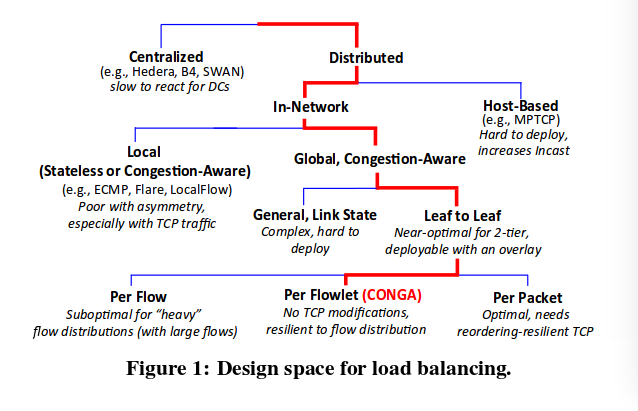 Centralized
(e.g., Hedera, B4, SWAN)
slow to react for DCs
Distributed
In-Network
Host-Based
(e.g., MPTCP)
Hard to deploy,
increases Incast
Local
(Stateless or Congestion-Aware)
(e.g., ECMP, Flare, LocalFlow)
Poor with asymmetry,
especially with TCP traffic
Global, Congestion-Aware
General, Link State
Complex, hard to
deploy
Leaf to Leaf
Near-optimal for 2-tier,
deployable with an overlay
Per Flow
Suboptimal for “heavy”
flow distributions (with large flows)
Per Flowlet (CONGA)
No TCP modifications,
resilient to flow distribution
Per Packet
Optimal, needs
reordering-resilient TCP
Figure 1: Design space for load balancing.